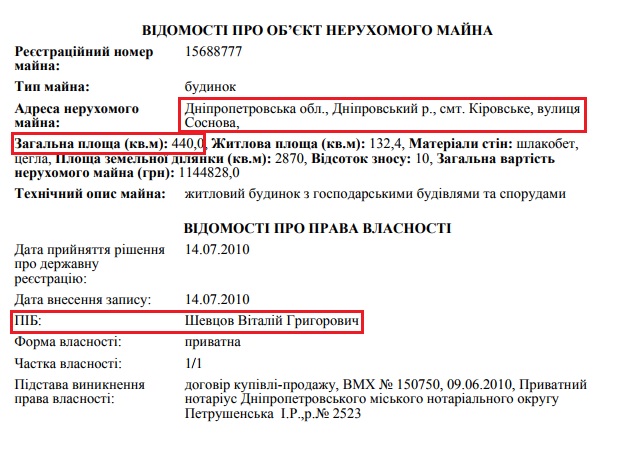 ВІДОМОСТІ ПРО ОБ’ЄКТ НЕРУХОМОГО МАЙНА
Реєстраційний номер майна: 15688777
Тип майна: будинок
Адреса нерухомого майна: Дніпропетровська обл., Дніпровський р., смт. Кіровське, вулиця Соснова,
Загальна площа (кв.м): 440,0, Житлова площа (кв.м): 132,4, Матеріали стін: шлакобет,
цегла, Площа земельної ділянки (кв.м): 2870, Відсоток зносу: 10, Загальна вартість
нерухомого майна (грн): 1144828,0
Технічний опис майна: житловий будинок з господарськими будівлями та спорудами
ВІДОМОСТІ ПРО ПРАВА ВЛАСНОСТІ
Дата прийняття рішення про державну реєстрацію: 14.07.2010
Дата внесення запису: 14.07.2010
ПІБ: Шевцов Віталій Григорович
Форма власності: приватна
Частка власності: 1/1
Підстава виникнення права власності: договір купівлі-продажу, ВМХ № 150750, 09.06.2010, Приватний нотаріус Дніпропетровського міського нотаріального округу Петрушенська І.Р.,р.№ 2523